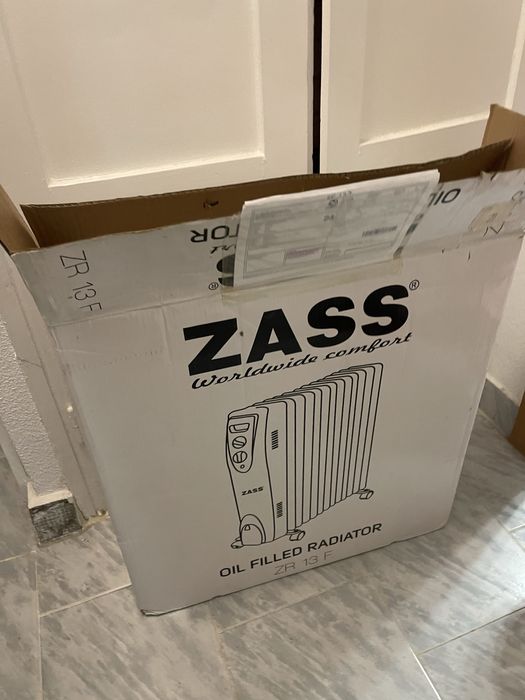 ZR 13 F
ZASS®
Worldwide comfort
ZASS
OIL FILLED RADIATOR
ZR 13 F